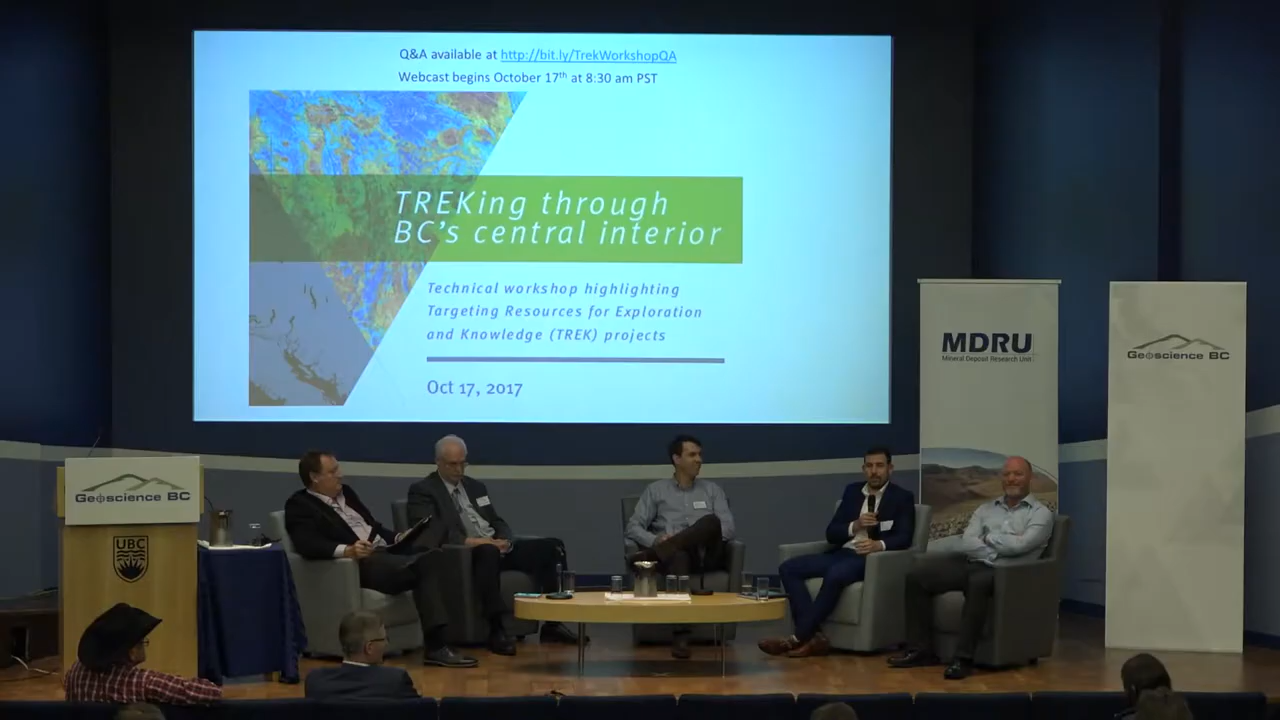 Q&A available at http://bit.ly/TrekWorkshopQA
Webcast begins October 17th at 8:30 am PST
TREKing through
BC's central interior
Technical workshop highlighting
Targeting Resources for Exploration
and Knowledge (TREK) projects
Oct 17, 2017
MDRU
Mineral Deposit Research Unit
Geoscience BC
Geoscience BC
UBC